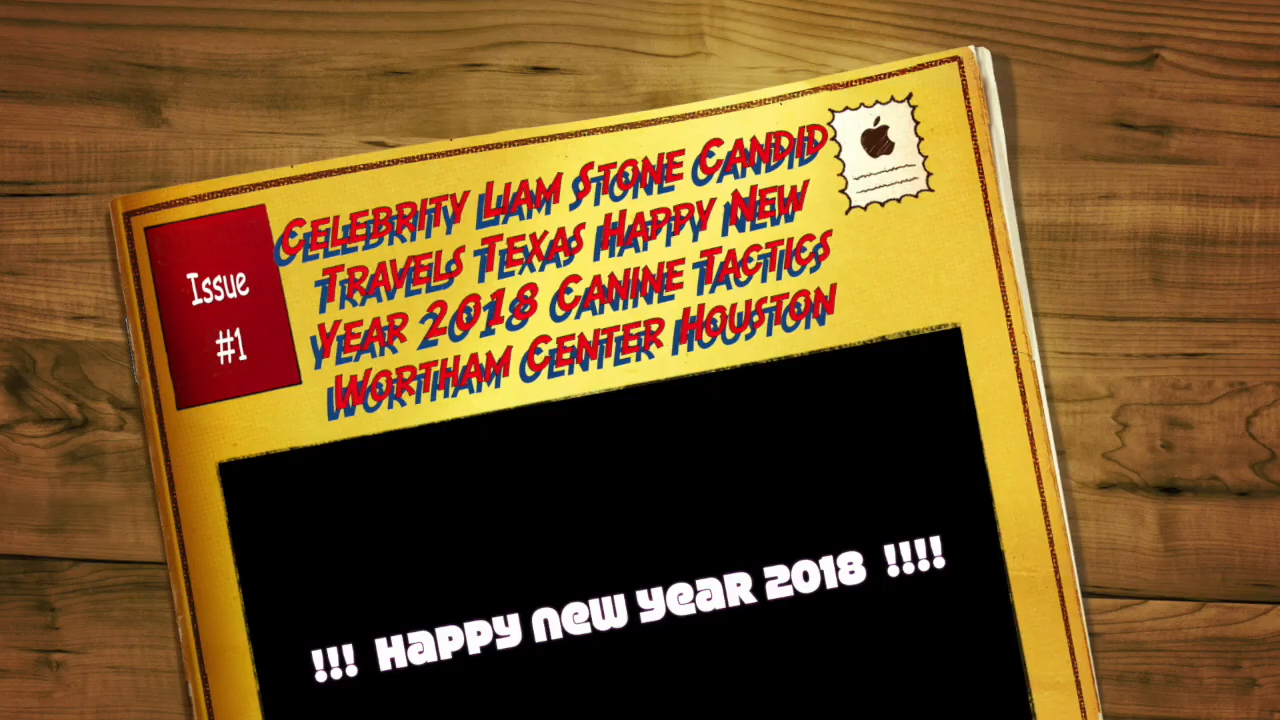 Issue
#1
Celebrity Liam Stone Candid
Travels Texas Happy New
Year 2018 Canine Tactics
Wortham Center Houston
!!! Happy new year 2018 !!!!